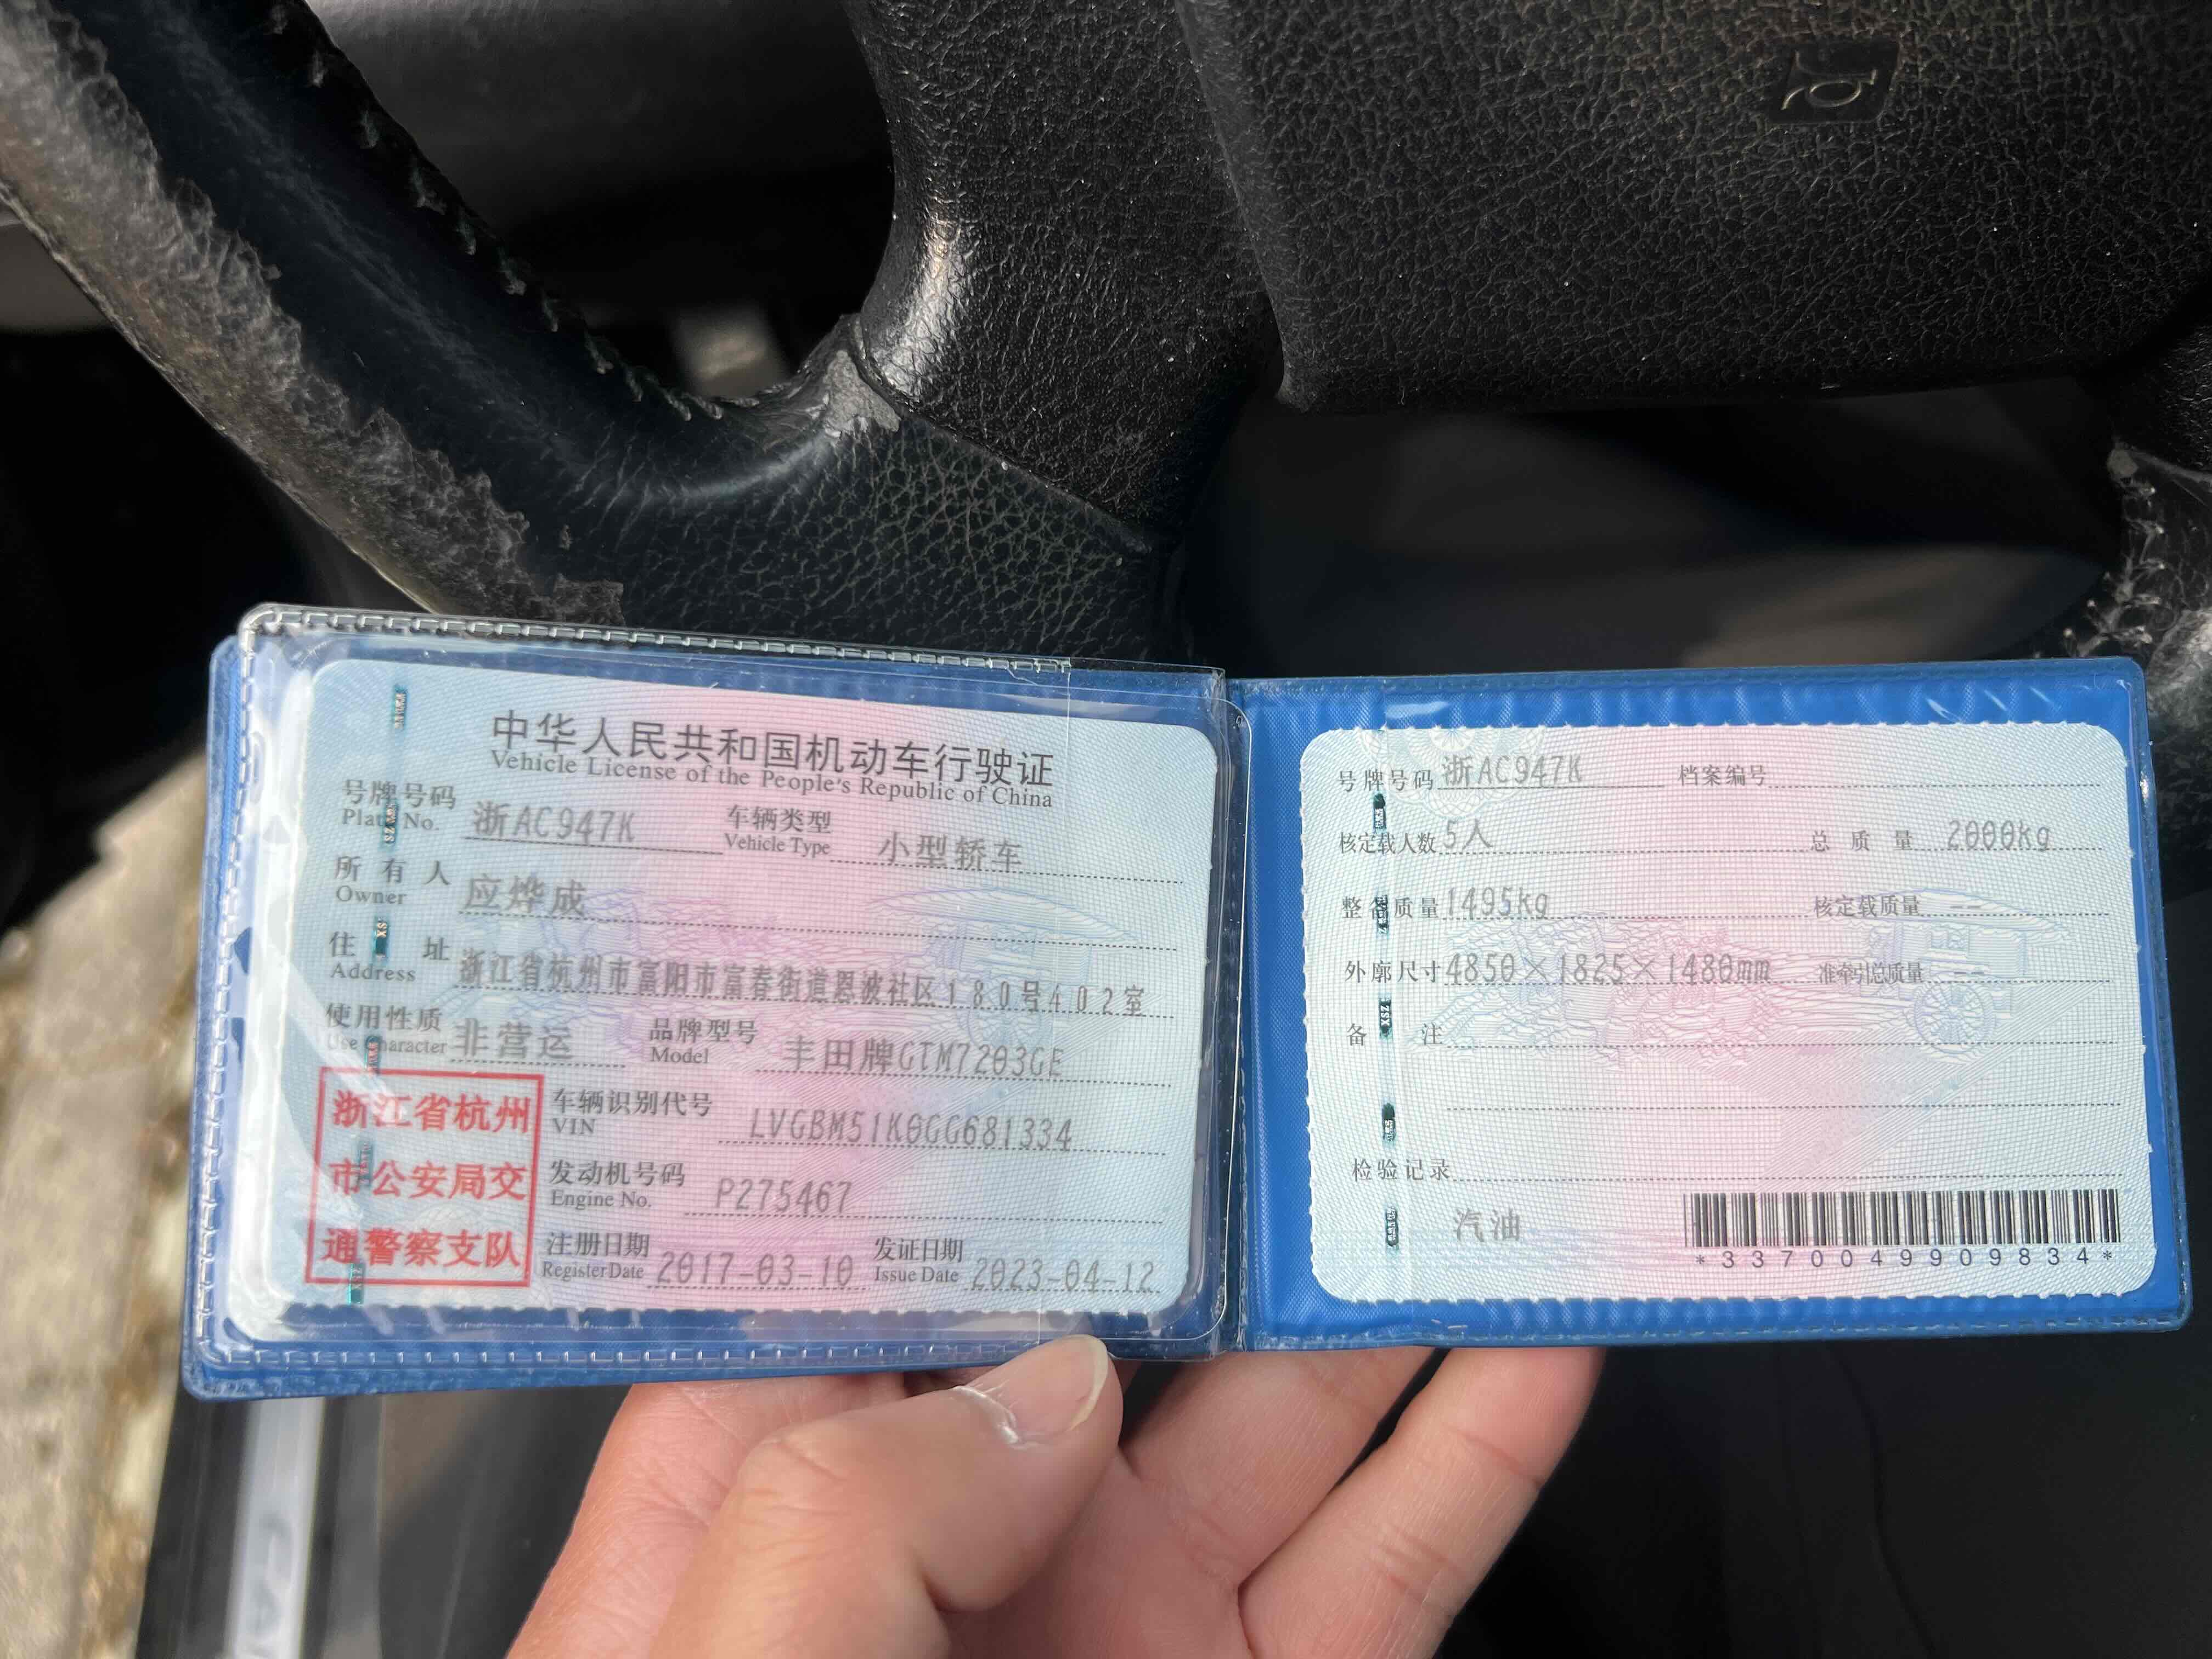 中华人民共和国机动车行驶证
Vehicle License of the People's Republic of China
号牌号码 浙AC947K 车辆类型 小型轿车
Plate No. Vehicle Type
所有人 应烨成
Owner
住址 浙江省杭州市富阳市富春街道恩波社区180号402室
Address
使用性质 非营运 品牌型号 丰田牌GTM7203GE
Use Character Model
浙江省杭州
市公安局交
通警察支队
车辆识别代号 LVGBM51K0GG681334
VIN
发动机号码 P275467
Engine No.
注册日期 2017-03-10 发证日期 2023-04-12
Register Date Issue Date
号牌号码 浙AC947K 档案编号
核定载人数 5人 总质量 2000kg
整备质量 1495kg 核定载质量 --
外廓尺寸 4850×1825×1480mm 准牵引总质量 --
备注
检验记录
汽油
*3370049909834*